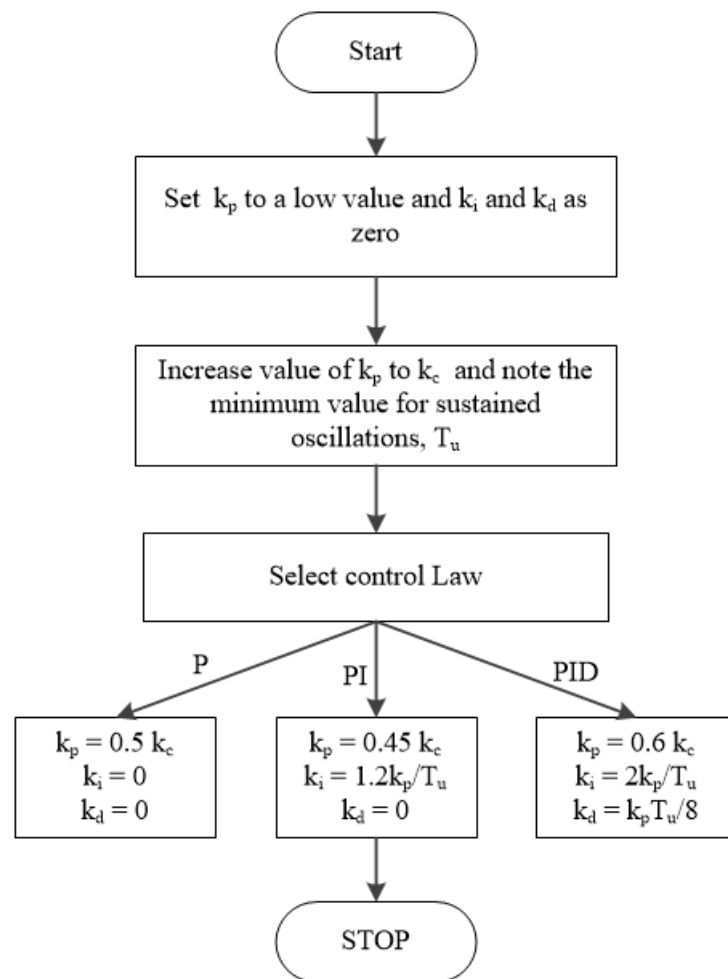 Start
Set k_p to a low value and k_i and k_d as
zero
Increase value of k_p to k_c and note the
minimum value for sustained
oscillations, T_u
Select control Law
P
PI
PID
k_p = 0.5 k_c
k_i = 0
k_d = 0
k_p = 0.45 k_c
k_i = 1.2k_p/T_u
k_d = 0
k_p = 0.6 k_c
k_i = 2k_p/T_u
k_d = k_pT_u/8
STOP